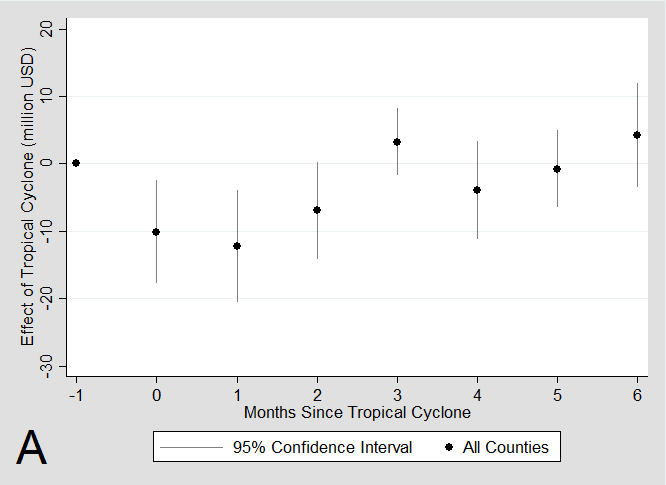 Effect of Tropical Cyclone (million USD)
20
10
0
-10
-20
-30
-1 0 1 2 3 4 5 6
Months Since Tropical Cyclone
A
95% Confidence Interval All Counties